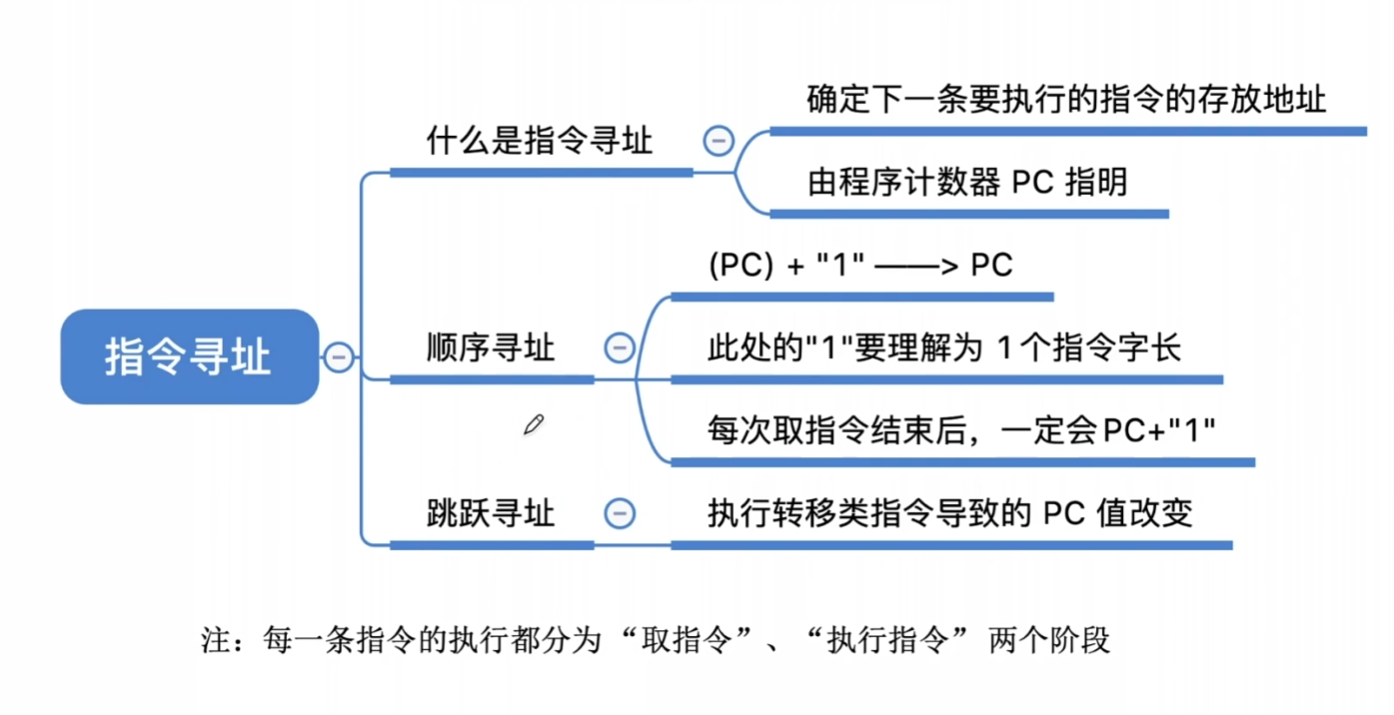 确定下一条要执行的指令的存放地址
什么是指令寻址
由程序计数器 PC 指明
(PC) + "1" ——> PC
指令寻址
顺序寻址
此处的"1"要理解为 1个指令字长
每次取指令结束后，一定会PC+"1"
跳跃寻址
执行转移类指令导致的 PC 值改变
注：每一条指令的执行都分为 “取指令”、“执行指令” 两个阶段